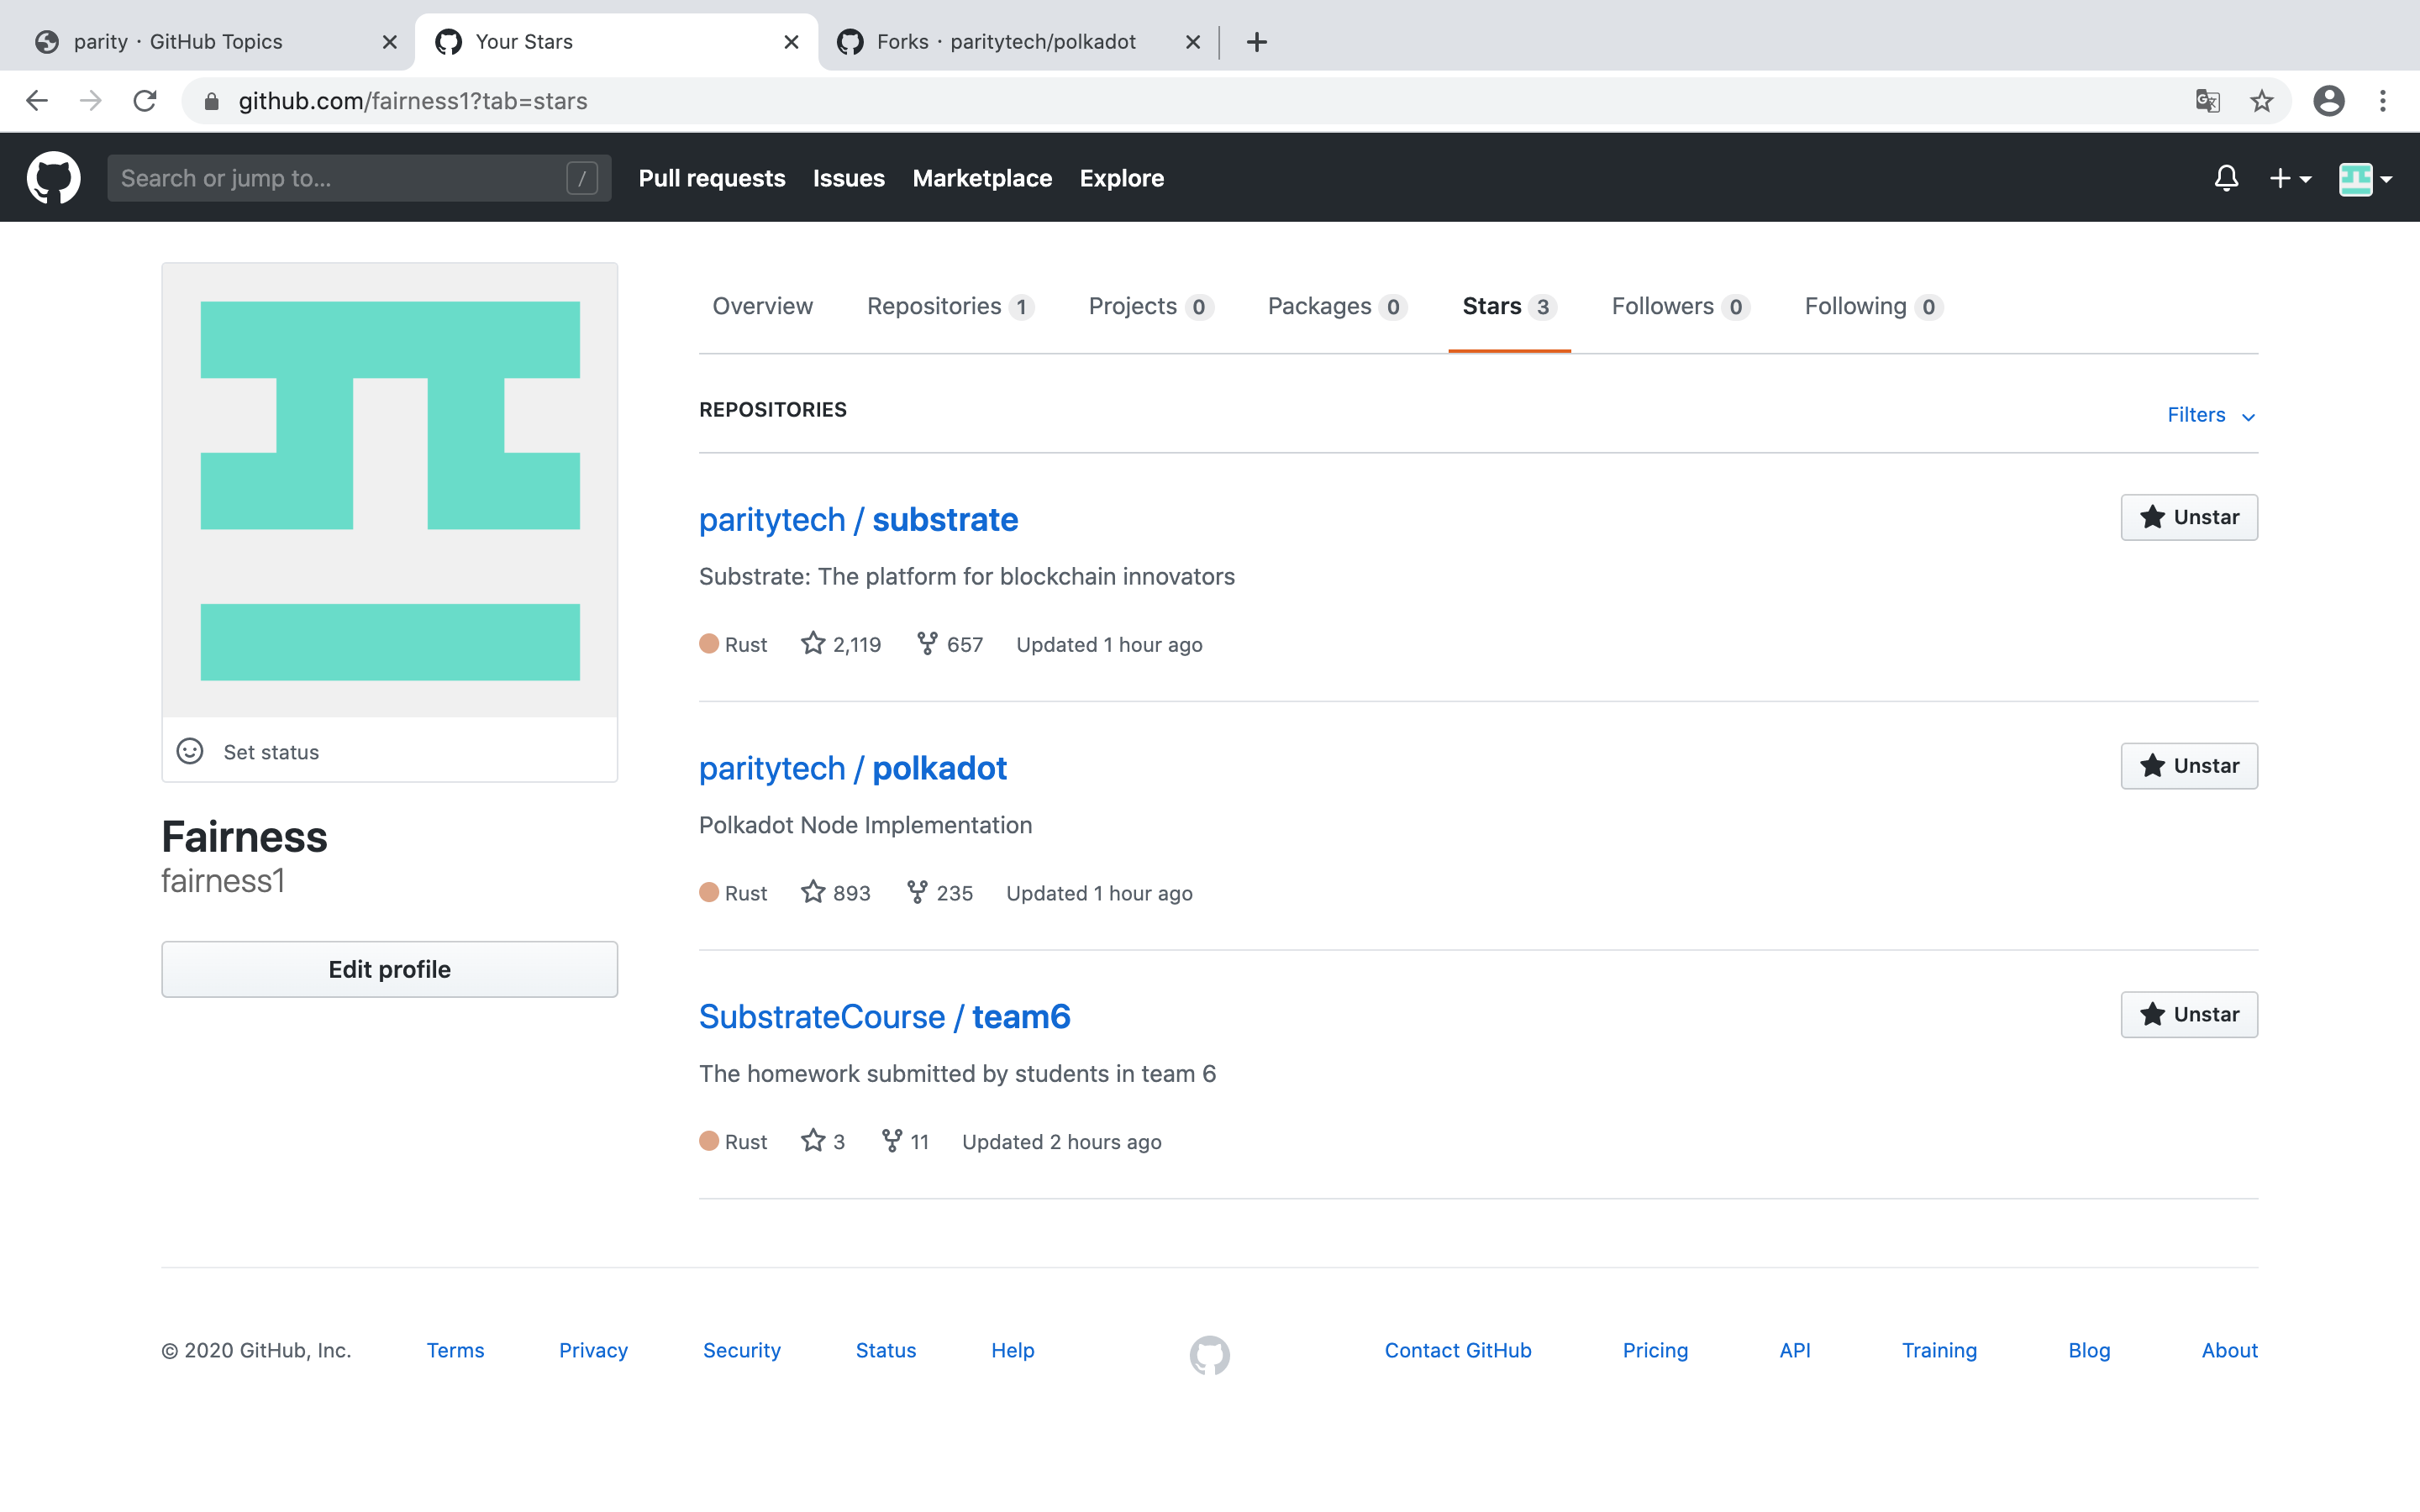 parity · GitHub Topics
Your Stars
Forks · paritytech/polkadot
github.com/fairness1?tab=stars
Search or jump to... /
Pull requests Issues Marketplace Explore
Overview Repositories 1 Projects 0 Packages 0 Stars 3 Followers 0 Following 0
REPOSITORIES
Filters
paritytech / substrate
Unstar
Substrate: The platform for blockchain innovators
Rust 2,119 657 Updated 1 hour ago
Set status
Fairness
fairness1
Edit profile
paritytech / polkadot
Unstar
Polkadot Node Implementation
Rust 893 235 Updated 1 hour ago
SubstrateCourse / team6
Unstar
The homework submitted by students in team 6
Rust 3 11 Updated 2 hours ago
© 2020 GitHub, Inc. Terms Privacy Security Status Help Contact GitHub Pricing API Training Blog About